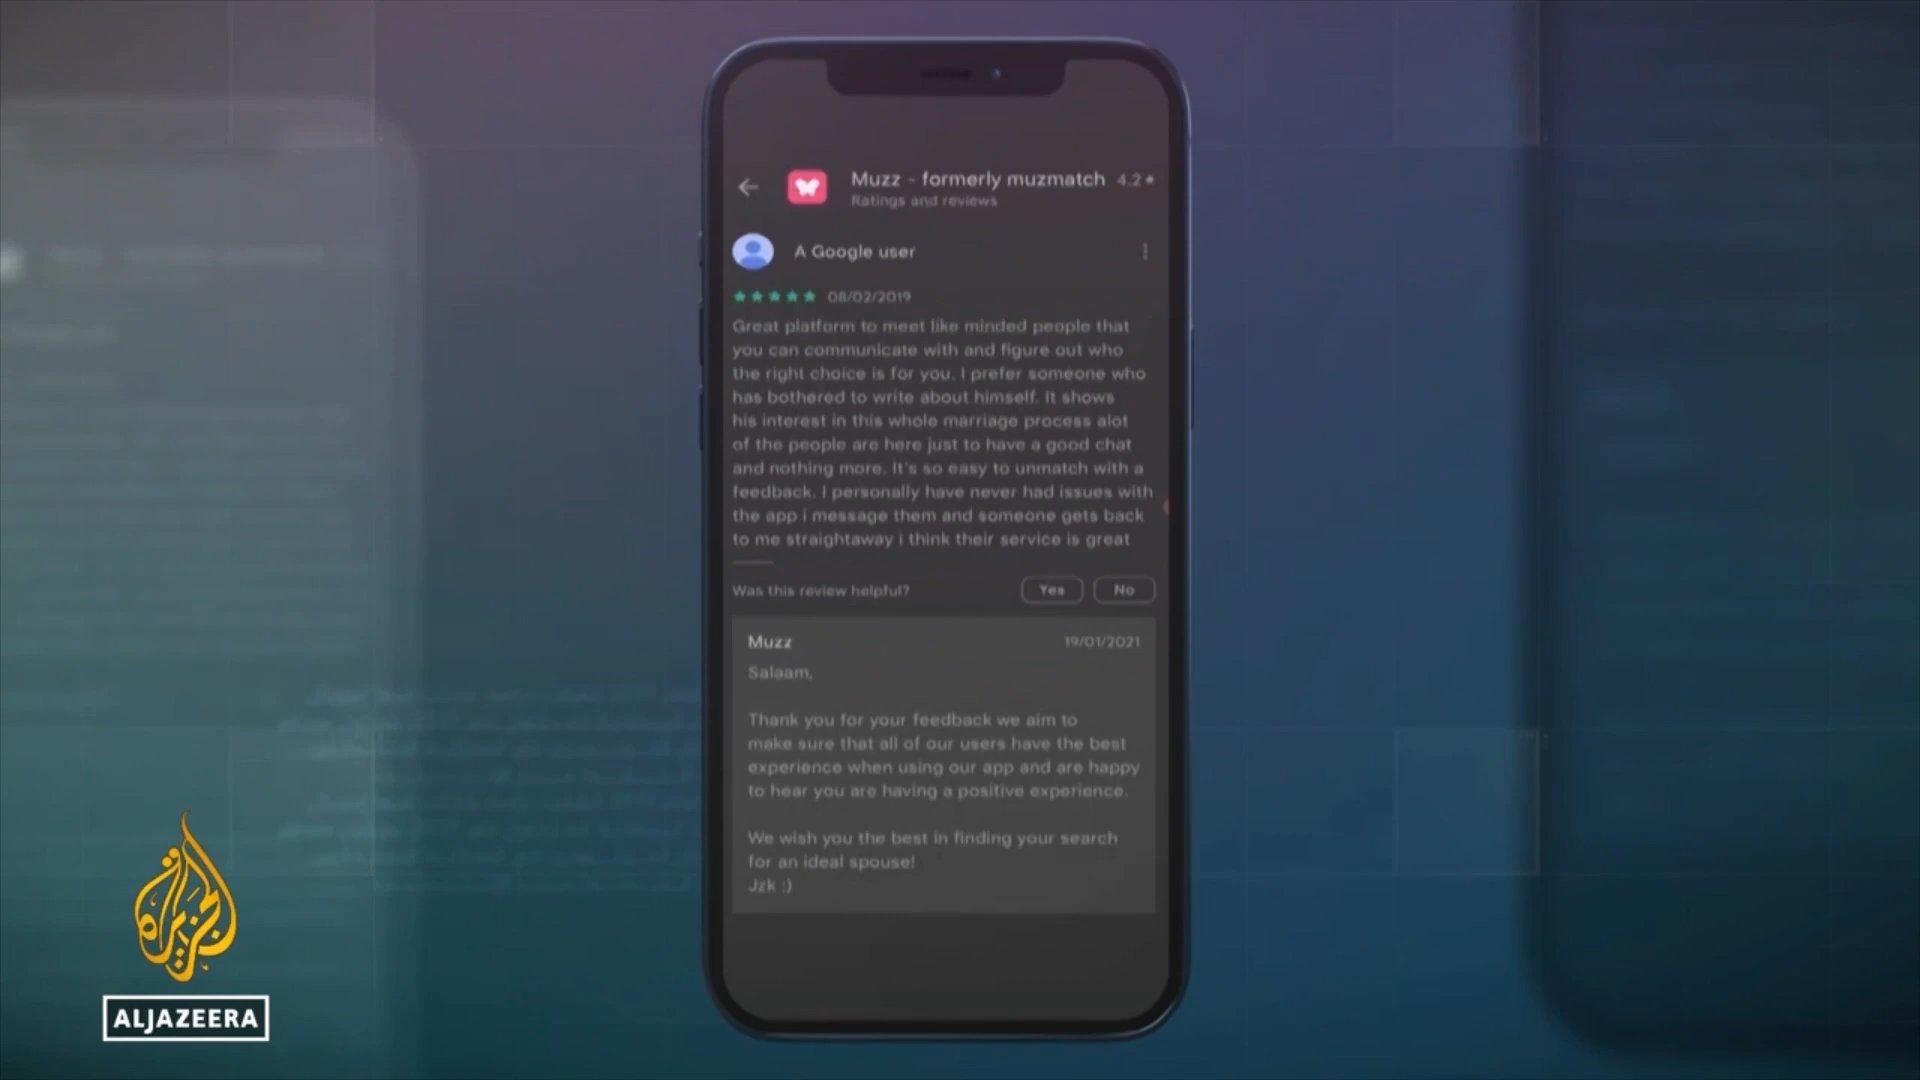 Muzz - formerly muzmatch 4.2★
Ratings and reviews
A Google user
08/02/2019
Great platform to meet like minded people that
you can communicate with and figure out who
the right choice is for you. I prefer someone who
has bothered to write about himself. It shows
his interest in this whole marriage process alot
of the people are here just to have a good chat
and nothing more. It's so easy to unmatch with a
feedback. I personally have never had issues with
the app i message them and someone gets back
to me straightaway i think their service is great
Was this review helpful? Yes No
Muzz 19/01/2021
Salaam,
Thank you for your feedback we aim to
make sure that all of our users have the best
experience when using our app and are happy
to hear you are having a positive experience.
We wish you the best in finding your search
for an ideal spouse!
Jzk :)
الجزيرة
ALJAZEERA